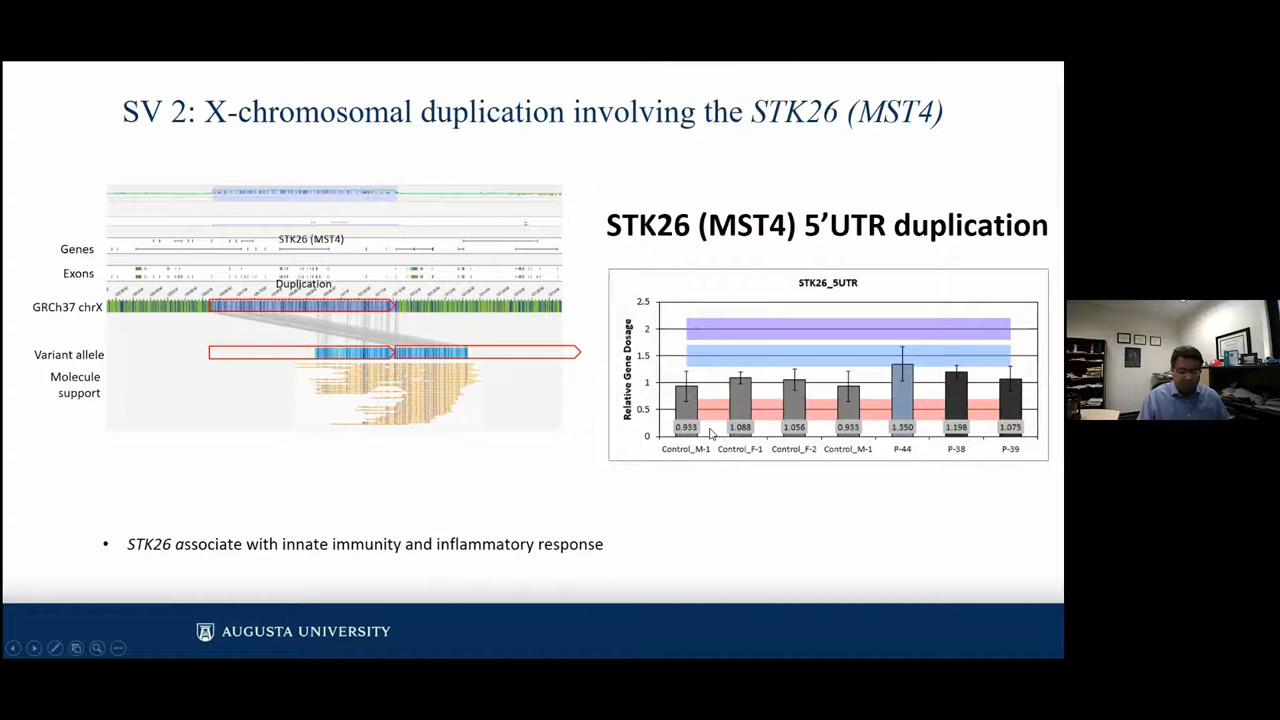 SV 2: X-chromosomal duplication involving the STK26 (MST4)
STK26 (MST4)
Genes
Exons
Duplication
GRCh37 chrX
Variant allele
Molecule
support
STK26 (MST4) 5’UTR duplication
STK26_5UTR
Relative Gene Dosage
2.5
2
1.5
1
0.5
0
0.933 1.088 1.056 0.933 1.350 1.198 1.075
Control_M-1 Control_F-1 Control_F-2 Control_M-1 P-44 P-38 P-39
• STK26 associate with innate immunity and inflammatory response
AUGUSTA UNIVERSITY